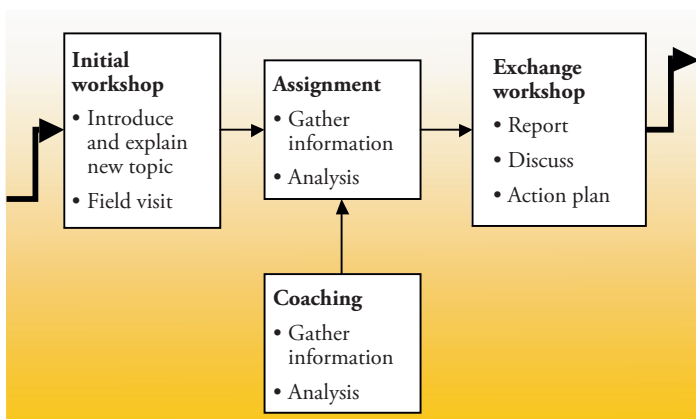 Initial
workshop
• Introduce
and explain
new topic
• Field visit
Assignment
• Gather
information
• Analysis
Exchange
workshop
• Report
• Discuss
• Action plan
Coaching
• Gather
information
• Analysis